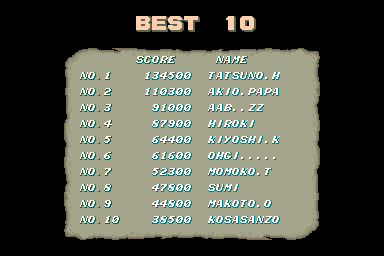 BEST 10
SCORE NAME
NO.1 134500 TATSUNO.H
NO.2 110300 AKIO.PAPA
NO.3 91000 AAB..ZZ
NO.4 87900 HIROKI
NO.5 64400 KIYOSHI.K
NO.6 61600 OHGI.....
NO.7 52300 MOMOKO.T
NO.8 47800 SUMI
NO.9 44800 MAKOTO.O
NO.10 38500 KOSASANZO